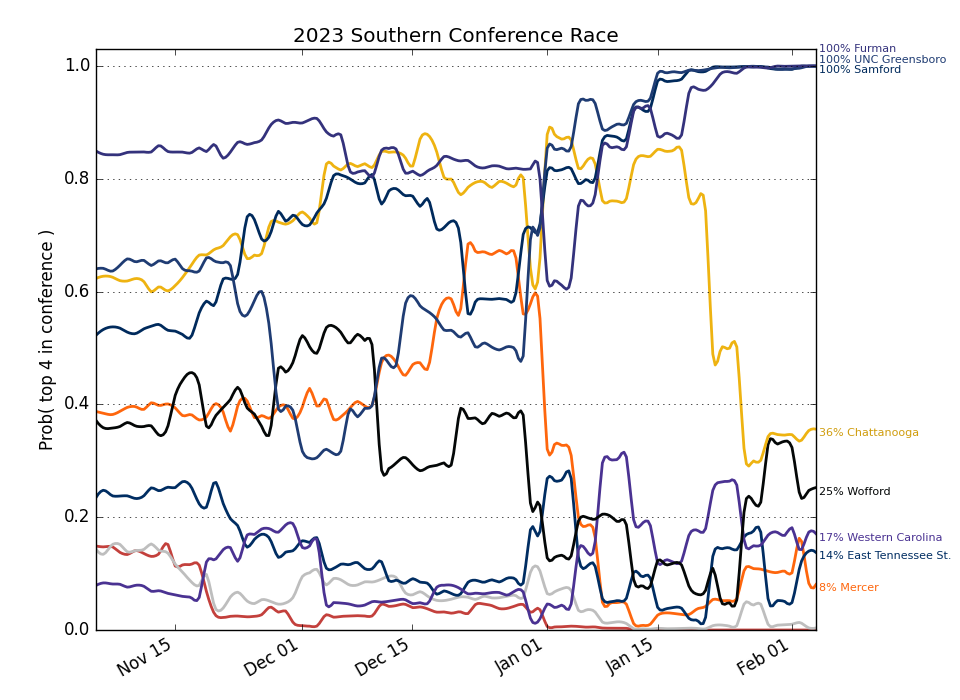 2023 Southern Conference Race
Prob( top 4 in conference )
1.0
0.8
0.6
0.4
0.2
0.0
Nov 15
Dec 01
Dec 15
Jan 01
Jan 15
Feb 01
100% Furman
100% UNC Greensboro
100% Samford
36% Chattanooga
25% Wofford
17% Western Carolina
14% East Tennessee St.
8% Mercer